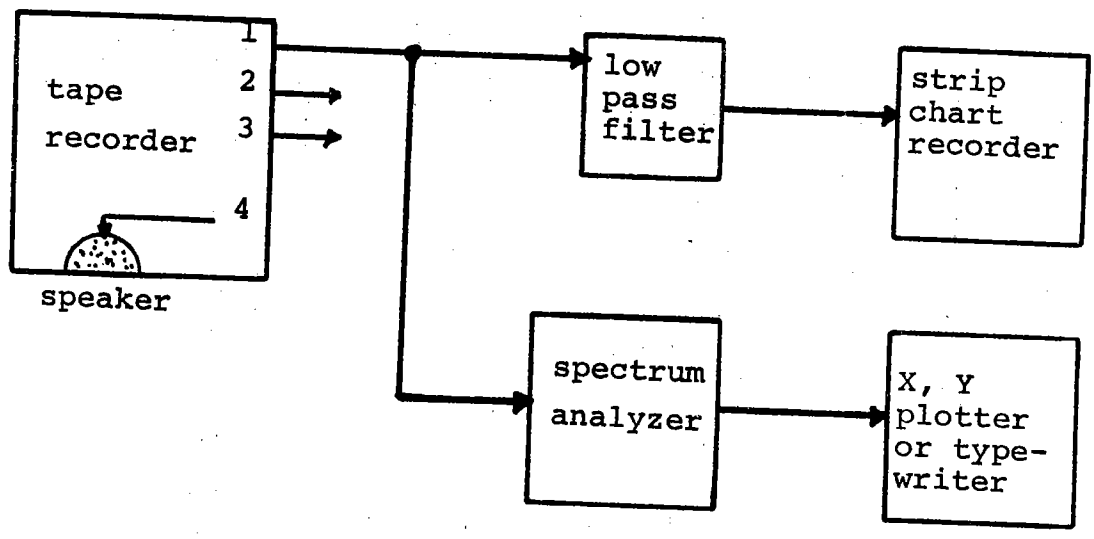 tape
recorder
1
2
3
4
speaker
low
pass
filter
strip
chart
recorder
spectrum
analyzer
X, Y
plotter
or type-
writer